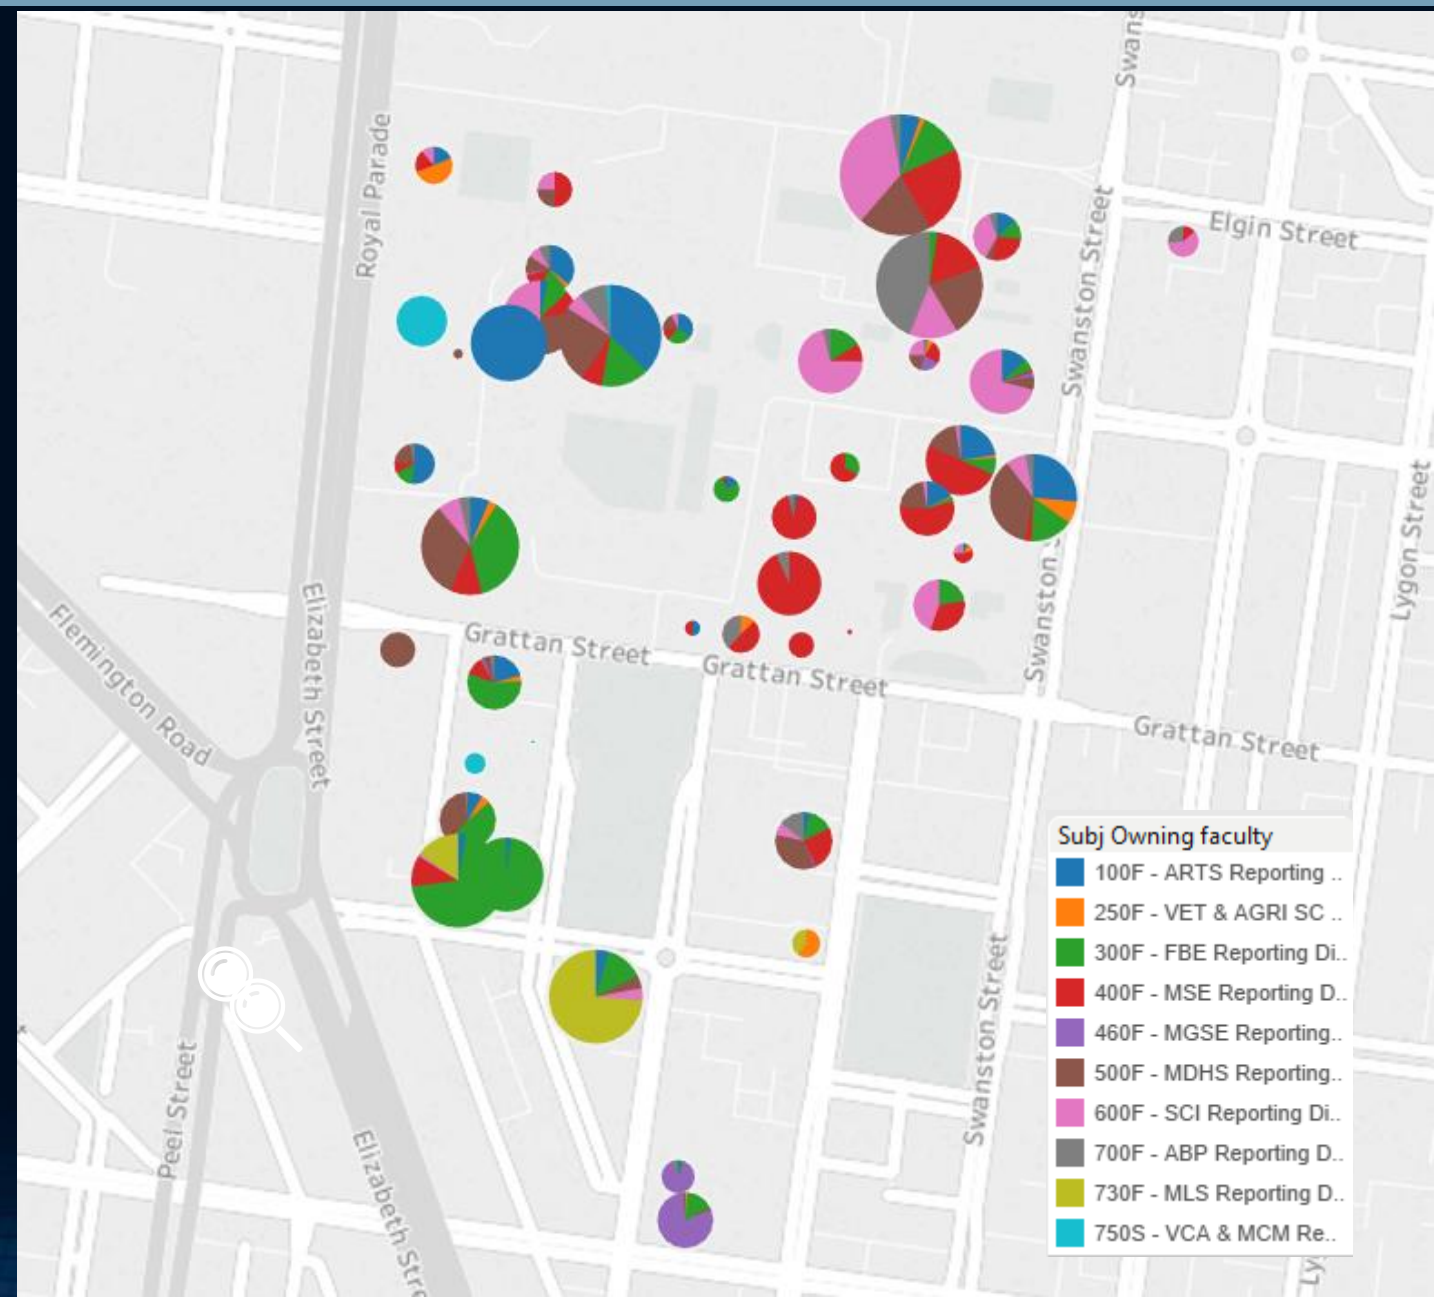 Swans
Royal Parade
Elgin Street
Swanston Street
Lygon Street
Swanston S
Elizabeth Street
Flemington Road
Grattan Street
Grattan Street
Grattan Street
Subj Owning faculty
100F - ARTS Reporting ..
250F - VET & AGRI SC ..
300F - FBE Reporting Di..
400F - MSE Reporting D..
460F - MGSE Reporting..
500F - MDHS Reporting..
600F - SCI Reporting Di..
700F - ABP Reporting D..
730F - MLS Reporting D..
750S - VCA & MCM Re..
Swanston Street
Peel Street
Elizabeth Stre
Ly